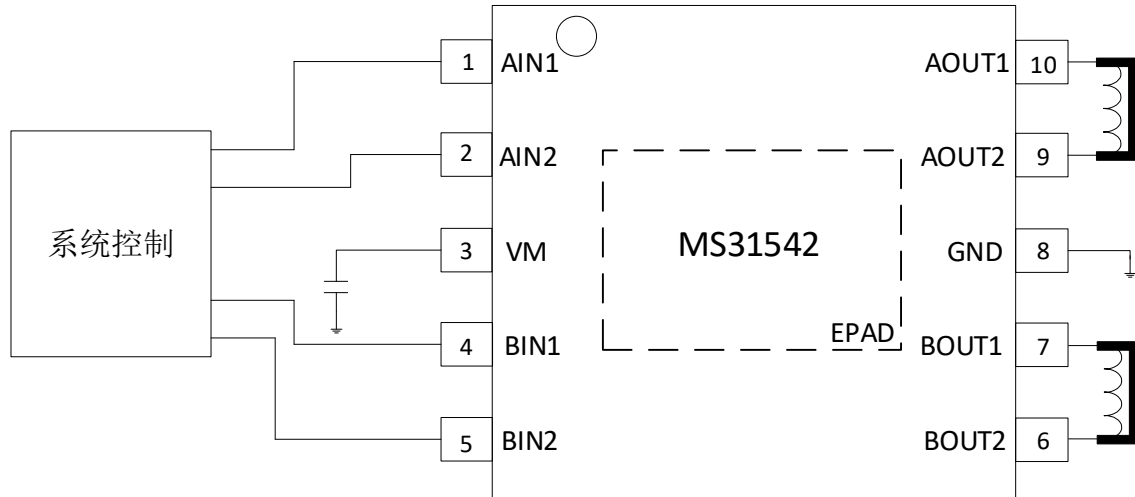 1 AIN1 AOUT1 10
2 AIN2 AOUT2 9
系统控制
MS31542
3 VM GND 8
EPAD
4 BIN1 BOUT1 7
5 BIN2 BOUT2 6